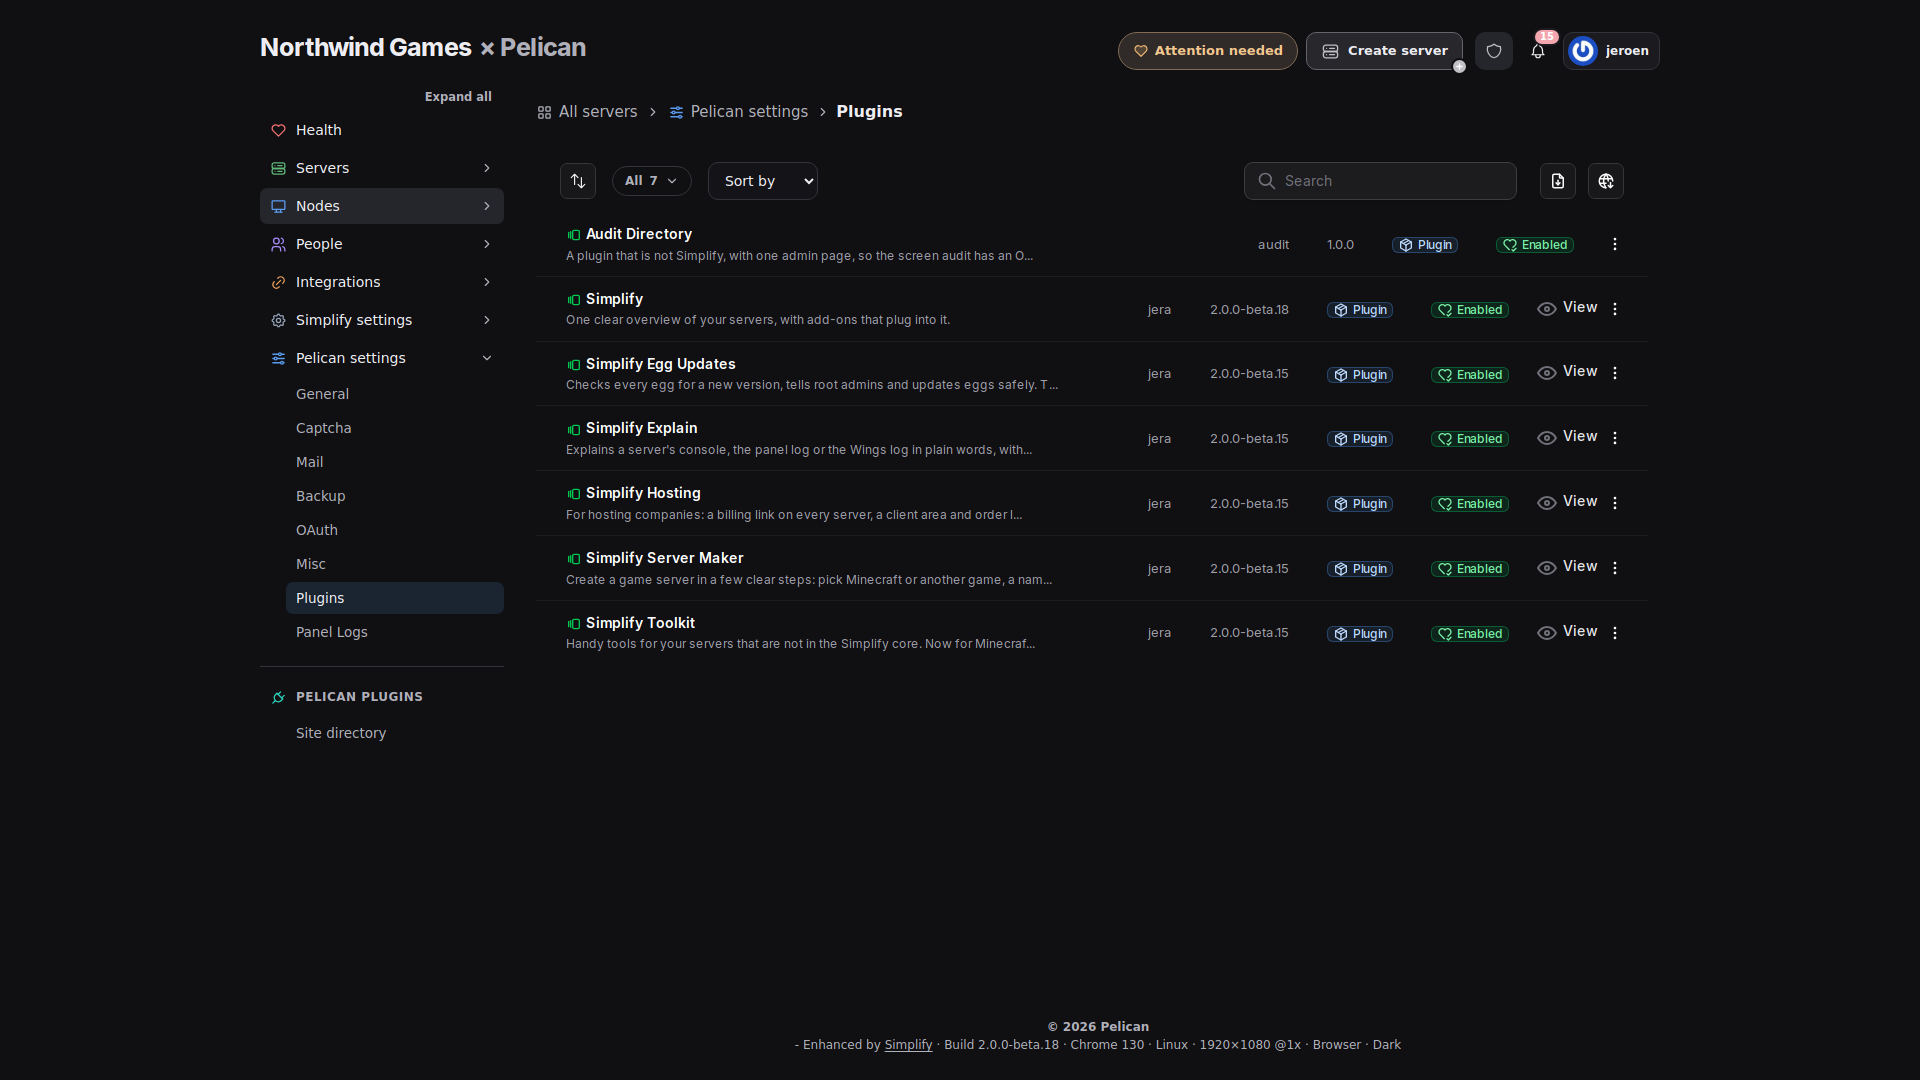 Northwind Games × Pelican
Attention needed
Create server
15
jeroen
Expand all
Health
Servers
Nodes
People
Integrations
Simplify settings
Pelican settings
General
Captcha
Mail
Backup
OAuth
Misc
Plugins
Panel Logs
PELICAN PLUGINS
Site directory
All servers > Pelican settings > Plugins
All 7
Sort by
Search
Audit Directory
A plugin that is not Simplify, with one admin page, so the screen audit has an O...
audit 1.0.0 Plugin Enabled
Simplify
One clear overview of your servers, with add-ons that plug into it.
jera 2.0.0-beta.18 Plugin Enabled View
Simplify Egg Updates
Checks every egg for a new version, tells root admins and updates eggs safely. T...
jera 2.0.0-beta.15 Plugin Enabled View
Simplify Explain
Explains a server's console, the panel log or the Wings log in plain words, with...
jera 2.0.0-beta.15 Plugin Enabled View
Simplify Hosting
For hosting companies: a billing link on every server, a client area and order l...
jera 2.0.0-beta.15 Plugin Enabled View
Simplify Server Maker
Create a game server in a few clear steps: pick Minecraft or another game, a nam...
jera 2.0.0-beta.15 Plugin Enabled View
Simplify Toolkit
Handy tools for your servers that are not in the Simplify core. Now for Minecraf...
jera 2.0.0-beta.15 Plugin Enabled View
© 2026 Pelican
- Enhanced by Simplify · Build 2.0.0-beta.18 · Chrome 130 · Linux · 1920×1080 @1x · Browser · Dark